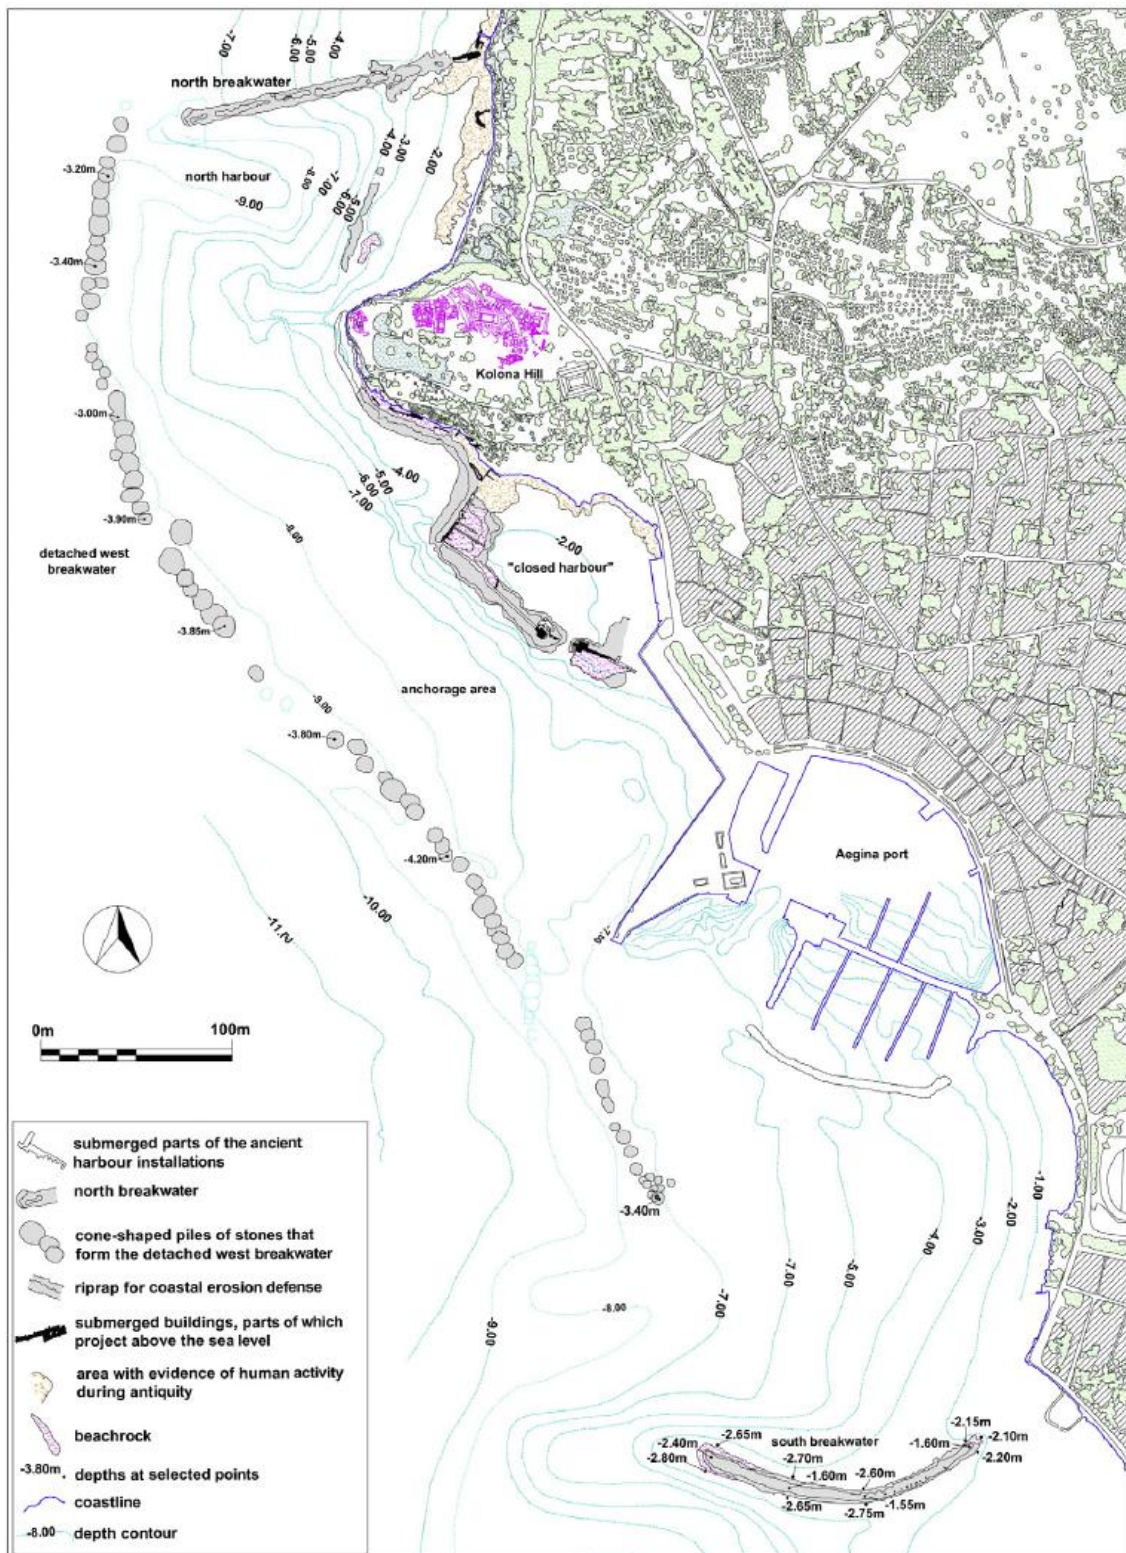 -7.00
-6.00
-5.00
-4.00
north breakwater
-4.00
-3.00
-2.00
-3.20m
north harbour
-8.00
-7.00
-6.00
-5.00
-9.00
-3.40m
Kolona Hill
-3.00m
-4.00
-5.00
-6.00
-7.00
-3.90m
-9.00
detached west
breakwater
-2.00
"closed harbour"
-3.85m
anchorage area
-9.00
-3.80m
Aegina port
-4.20m
-10.00
-7.50
0m
100m
-3.40m
-1.00
-2.00
-3.00
-4.00
-5.00
-7.00
-7.00
-8.00
-9.00
submerged parts of the ancient
harbour installations
north breakwater
cone-shaped piles of stones that
form the detached west breakwater
riprap for coastal erosion defense
submerged buildings, parts of which
project above the sea level
area with evidence of human activity
during antiquity
beachrock
-3.80m
depths at selected points
coastline
-8.00
depth contour
-2.15m
-2.65m
south breakwater
-2.10m
-2.40m
-1.60m
-2.80m
-2.70m
-2.20m
-1.60m
-2.60m
-2.65m
-1.55m
-2.75m